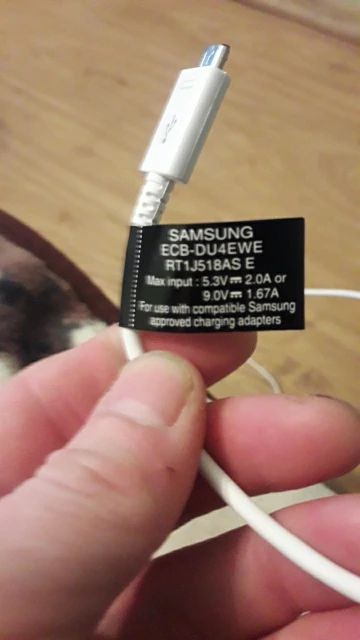 SAMSUNG
ECB-DU4EWE
RT1J518AS E
Max input : 5.3V⎓ 2.0A or
9.0V⎓ 1.67A
For use with compatible Samsung
approved charging adapters